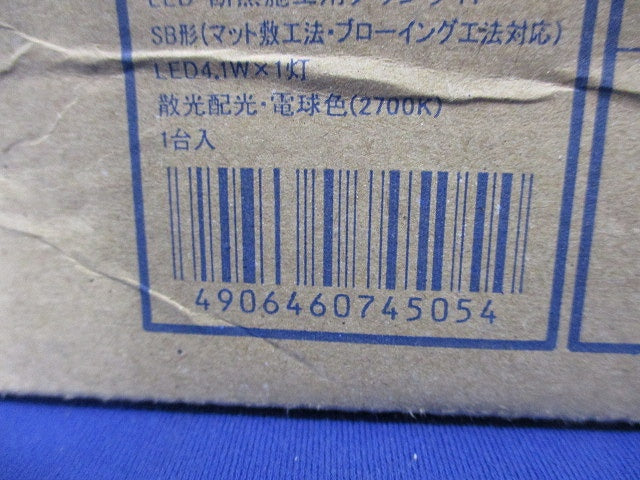 SB形(マット敷工法・ブローイング工法対応)
LED4.1W×1灯
散光配光・電球色(2700K)
1台入
4906460745054